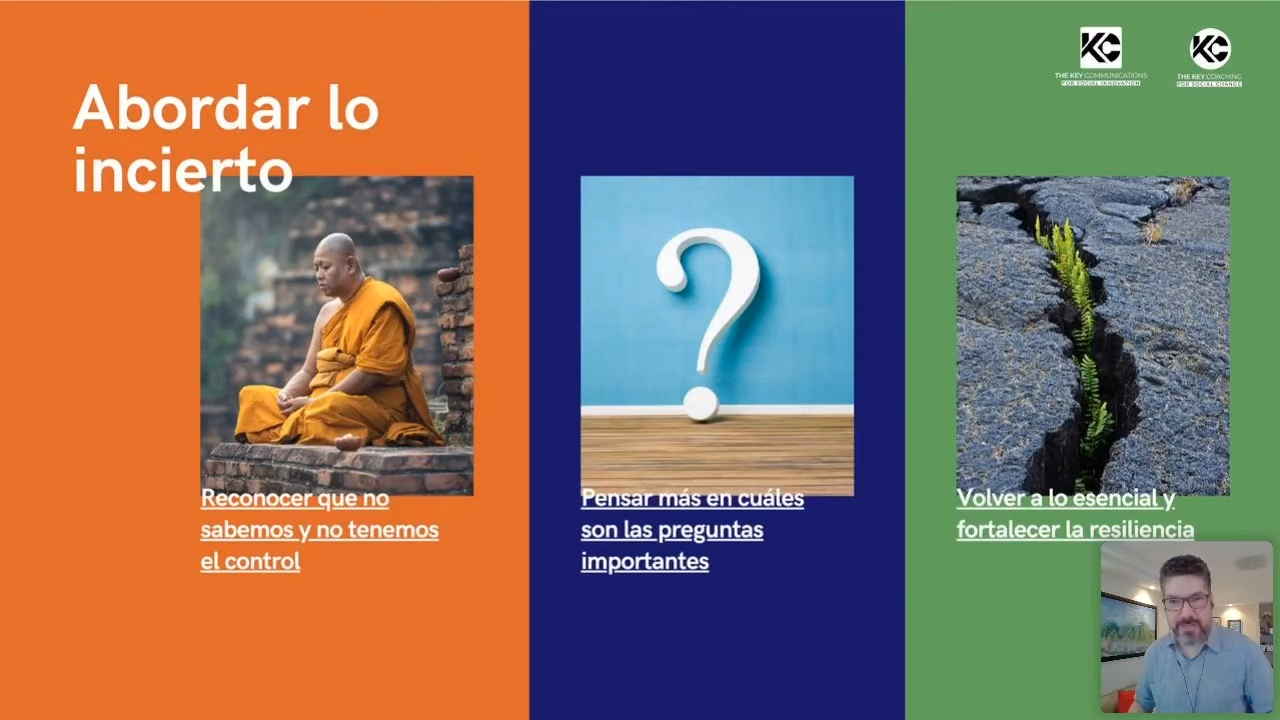 Abordar lo
incierto
KC
THE KEY COMMUNICATIONS
FOR SOCIAL INNOVATION
KC
THE KEY COACHING
FOR SOCIAL CHANGE
Reconocer que no
sabemos y no tenemos
el control
Pensar más en cuáles
son las preguntas
importantes
Volver a lo esencial y
fortalecer la resiliencia